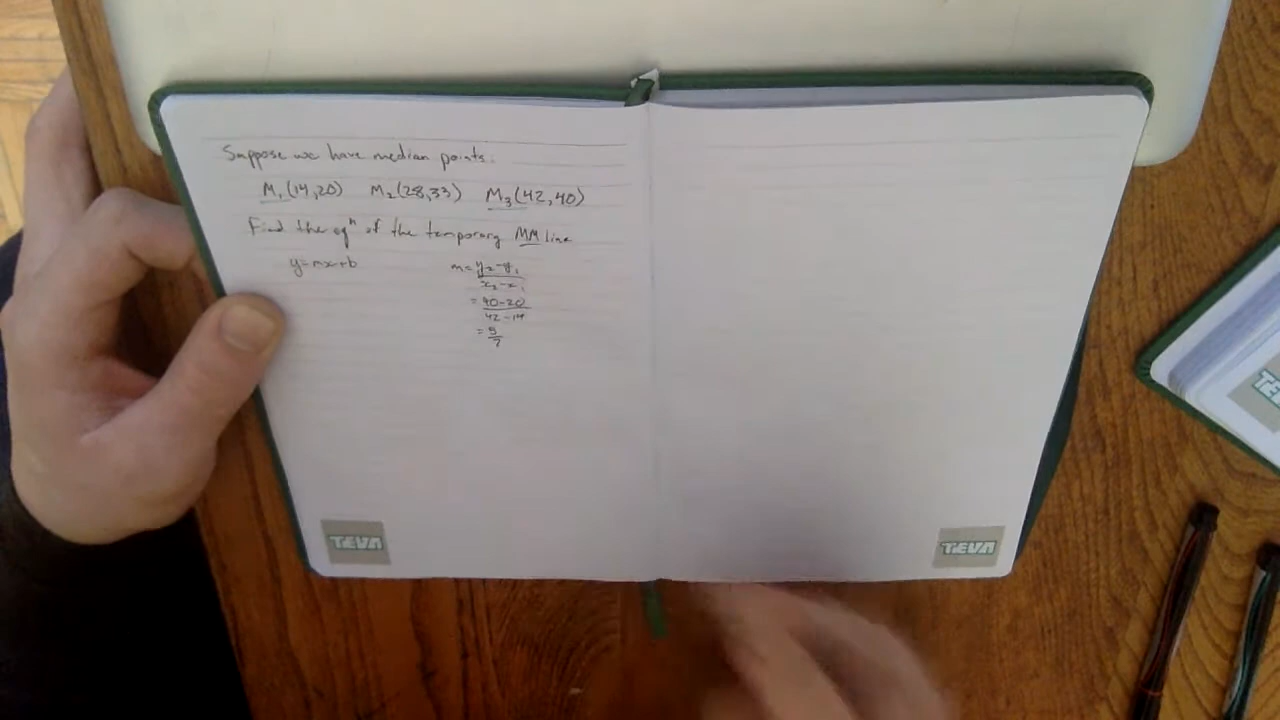 Suppose we have median points:
M₁(14,20) M₂(28,33) M₃(42,40)
Find the eqⁿ of the temporary MM line
y=mx+b
m=y₂-y₁
x₂-x₁
=40-20
42-14
=5
7
TEVA
TEVA